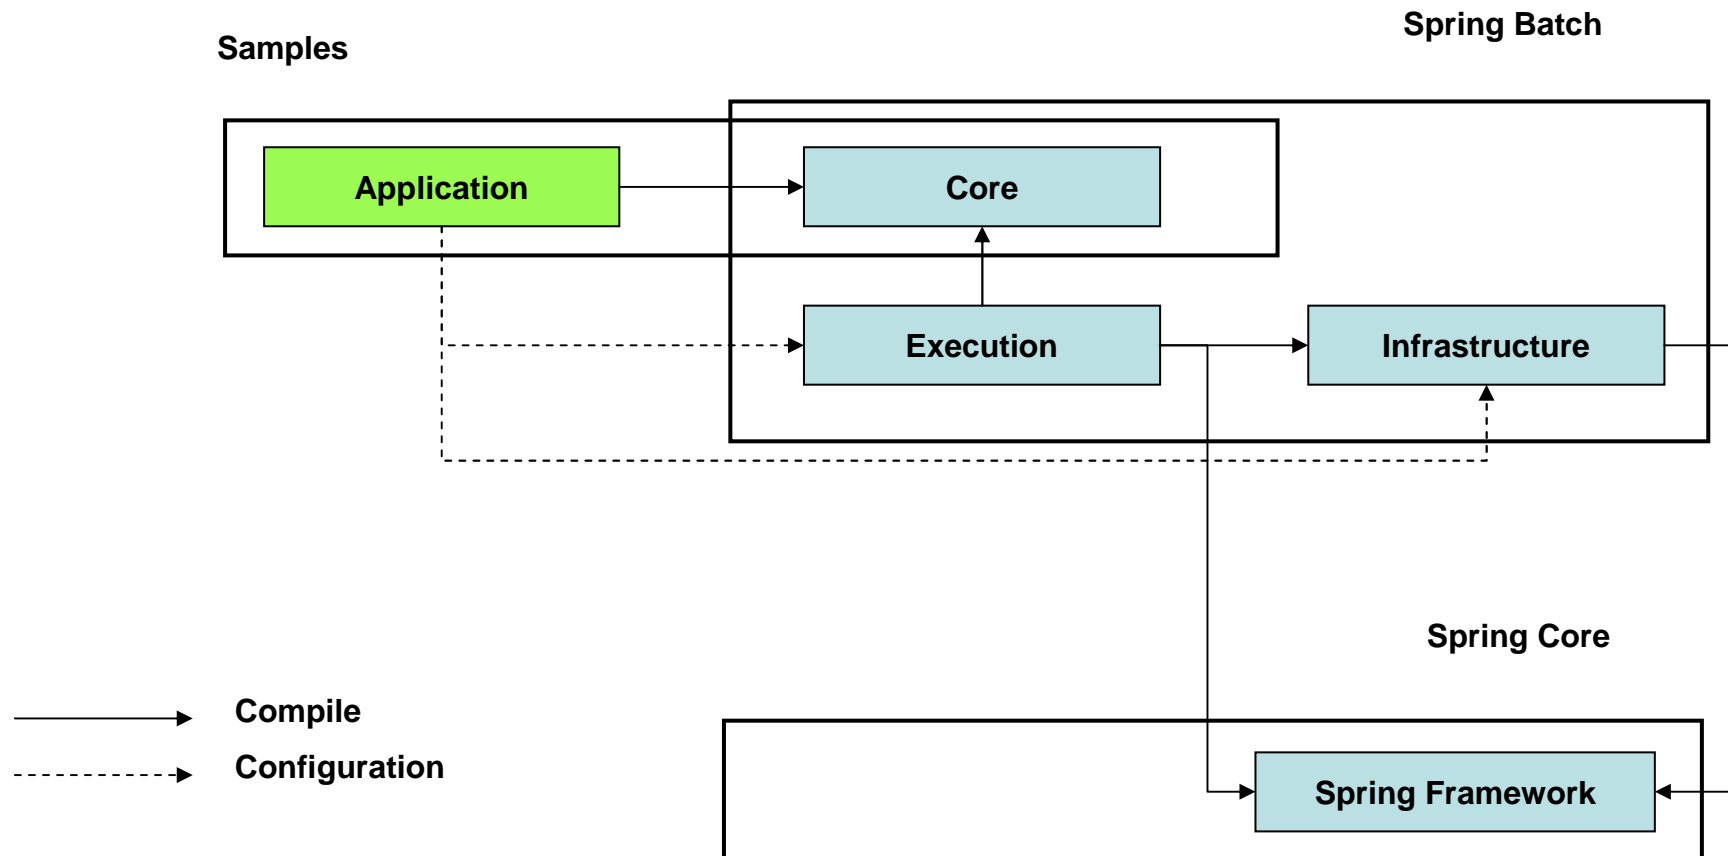 Spring Batch
Samples
Application
Core
Execution
Infrastructure
Spring Core
Compile
Configuration
Spring Framework